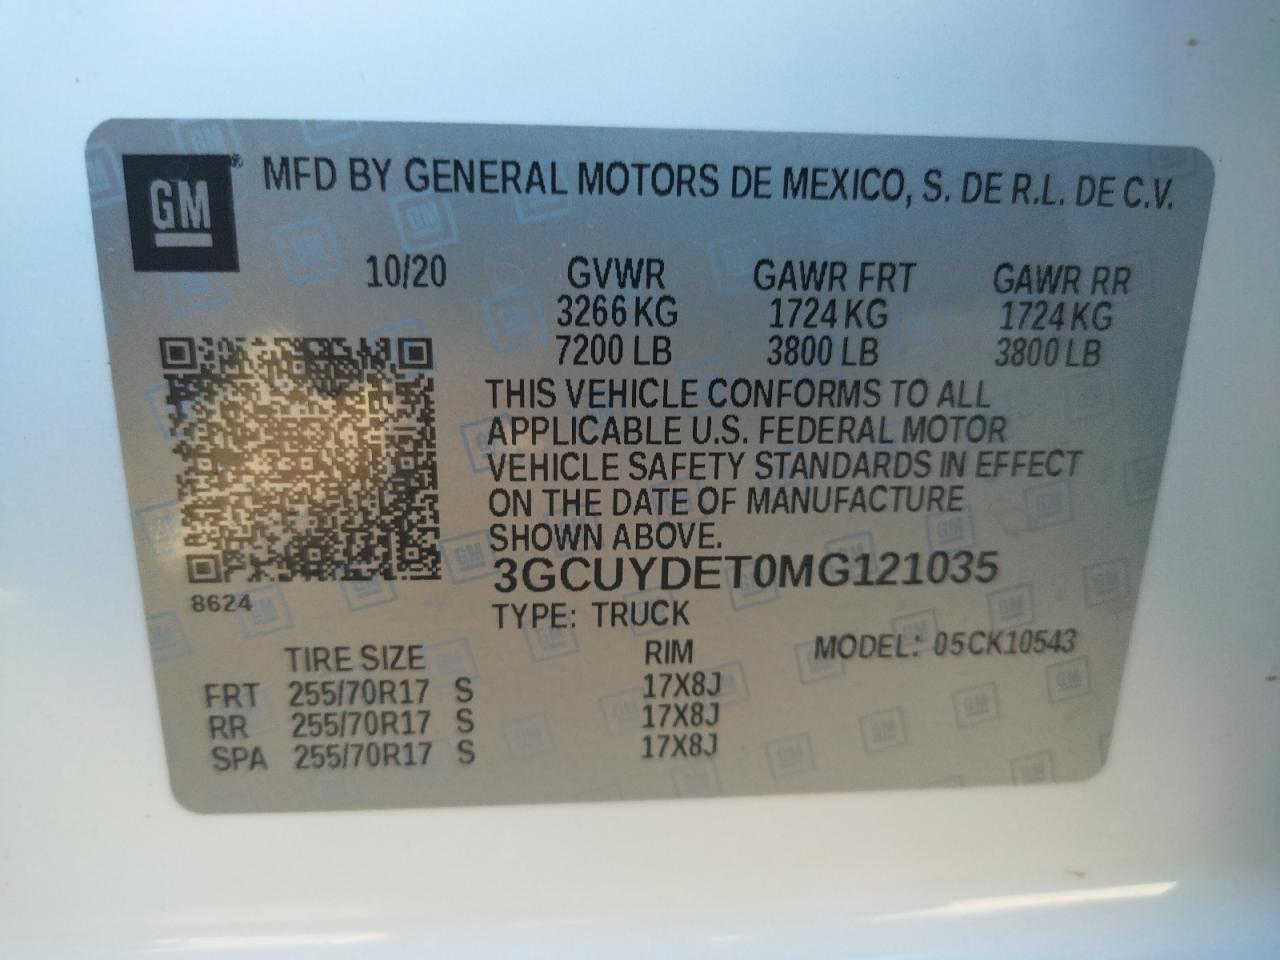 GM® MFD BY GENERAL MOTORS DE MEXICO, S. DE R.L. DE C.V.
10/20 GVWR GAWR FRT GAWR RR
3266 KG 1724 KG 1724 KG
7200 LB 3800 LB 3800 LB
THIS VEHICLE CONFORMS TO ALL
APPLICABLE U.S. FEDERAL MOTOR
VEHICLE SAFETY STANDARDS IN EFFECT
ON THE DATE OF MANUFACTURE
SHOWN ABOVE.
3GCUYDET0MG121035
8624
TYPE: TRUCK
MODEL: 05CK10543
TIRE SIZE RIM
FRT 255/70R17 S 17X8J
RR 255/70R17 S 17X8J
SPA 255/70R17 S 17X8J